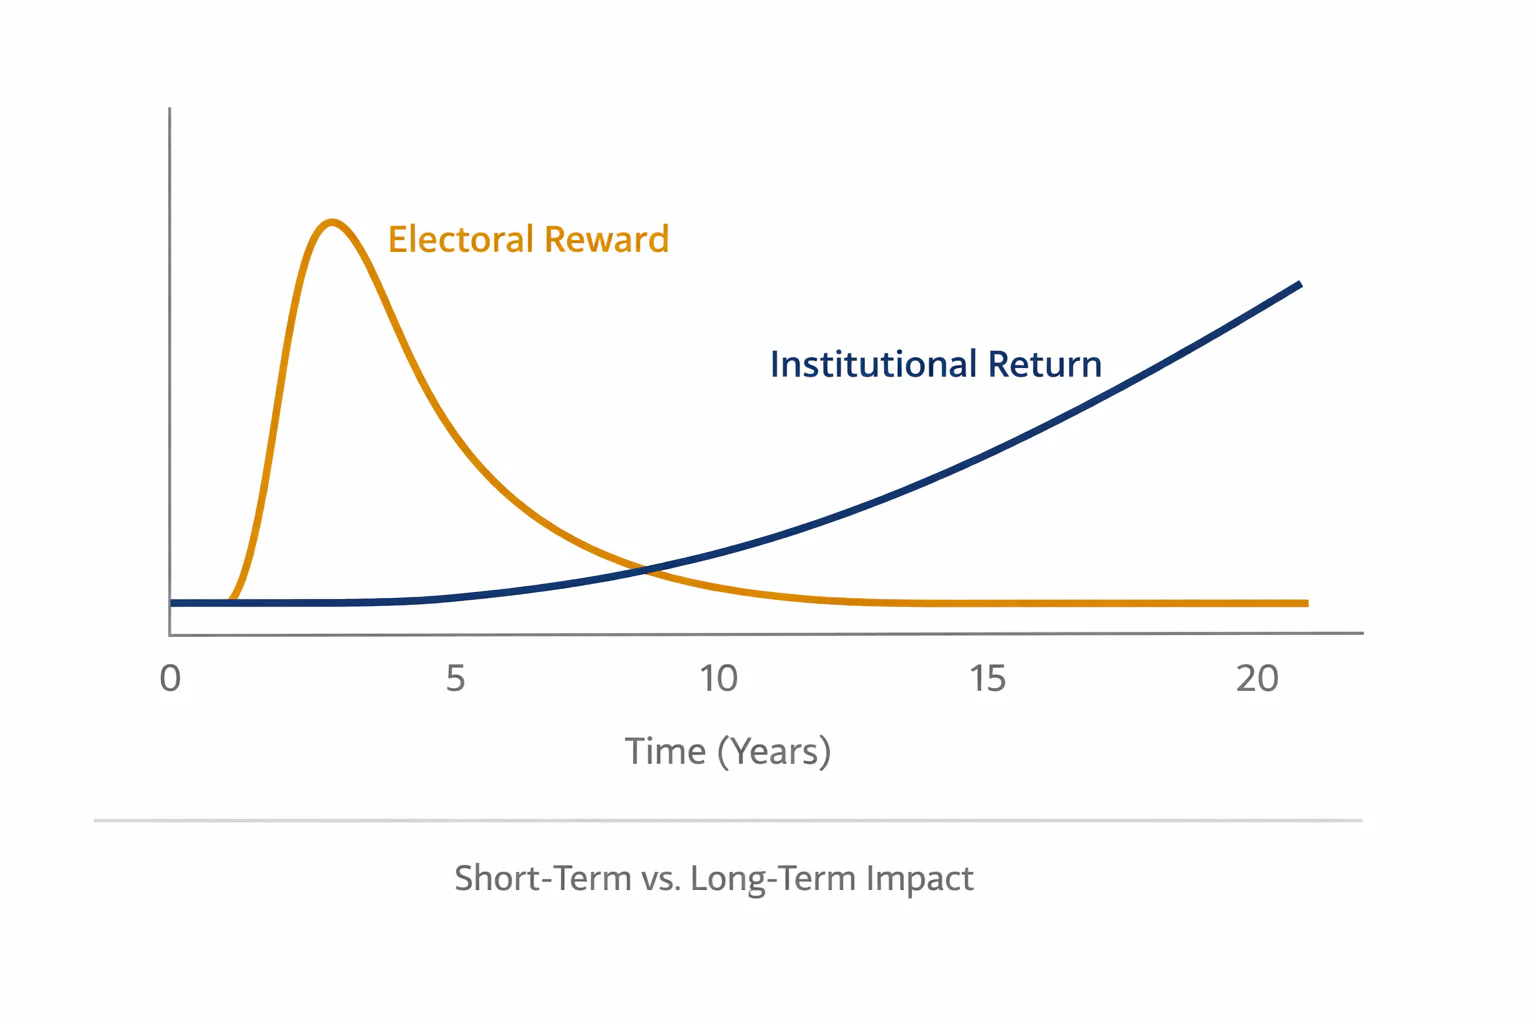 Electoral Reward
Institutional Return
0 5 10 15 20
Time (Years)
Short-Term vs. Long-Term Impact